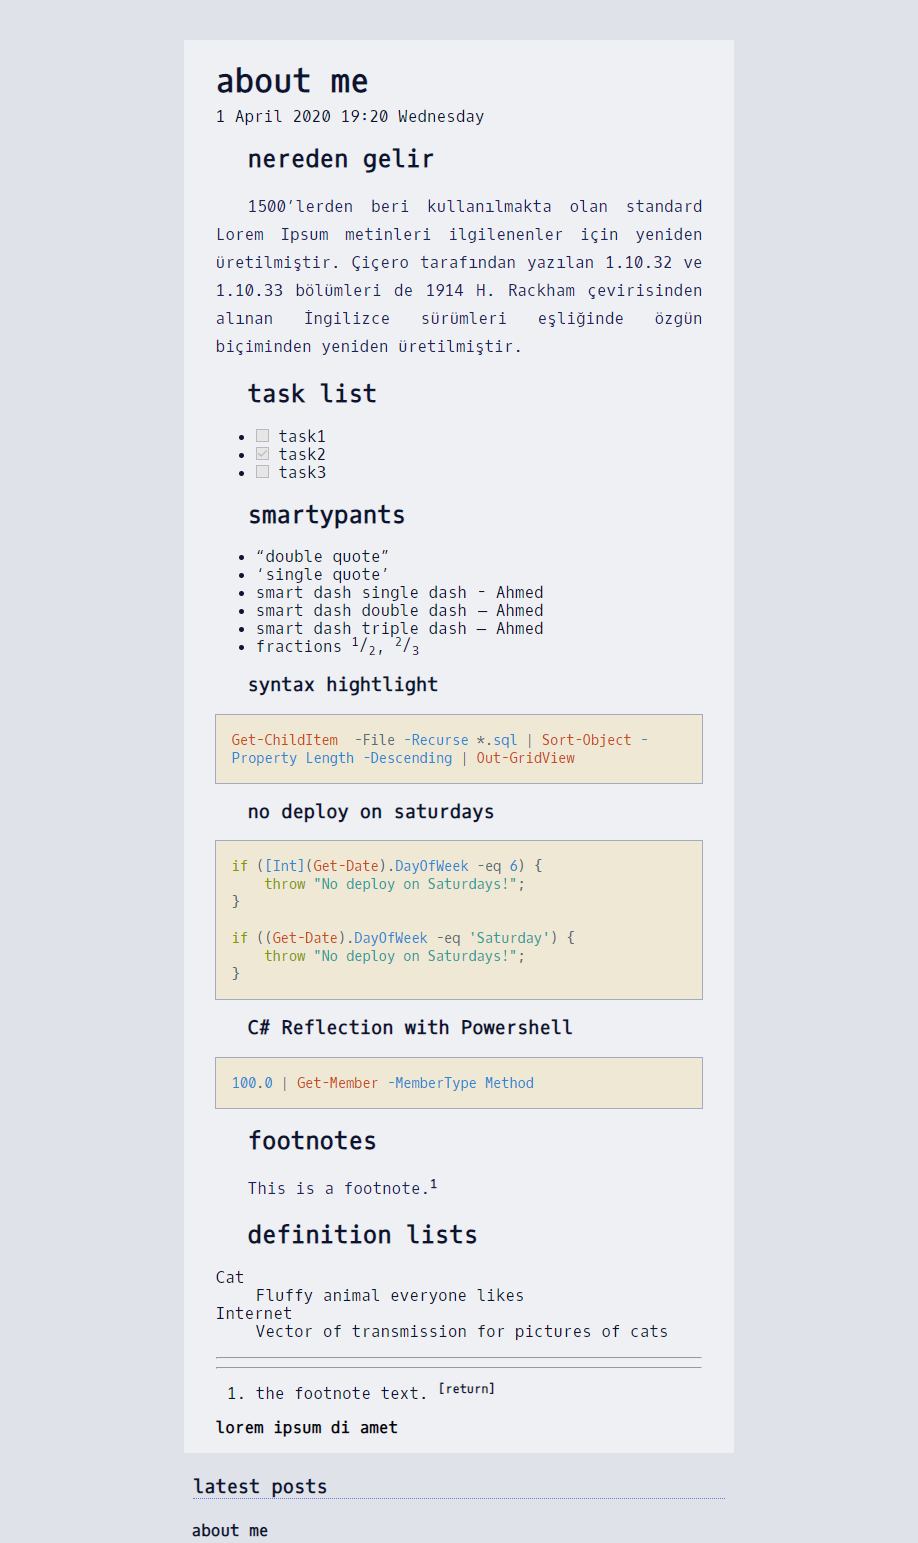 about me
1 April 2020 19:20 Wednesday
nereden gelir
1500’lerden beri kullanılmakta olan standard
Lorem Ipsum metinleri ilgilenenler için yeniden
üretilmiştir. Çiçero tarafından yazılan 1.10.32 ve
1.10.33 bölümleri de 1914 H. Rackham çevirisinden
alınan İngilizce sürümleri eşliğinde özgün
biçiminden yeniden üretilmiştir.
task list
• task1
• task2
• task3
smartypants
• “double quote”
• ‘single quote’
• smart dash single dash - Ahmed
• smart dash double dash – Ahmed
• smart dash triple dash — Ahmed
• fractions 1/2, 2/3
syntax hightlight
Get-ChildItem  -File -Recurse *.sql | Sort-Object -
Property Length -Descending | Out-GridView
no deploy on saturdays
if ([Int](Get-Date).DayOfWeek -eq 6) {
    throw "No deploy on Saturdays!";
}
if ((Get-Date).DayOfWeek -eq 'Saturday') {
    throw "No deploy on Saturdays!";
}
C# Reflection with Powershell
100.0 | Get-Member -MemberType Method
footnotes
This is a footnote.1
definition lists
Cat
Fluffy animal everyone likes
Internet
Vector of transmission for pictures of cats
1. the footnote text. [return]
lorem ipsum di amet
latest posts
about me